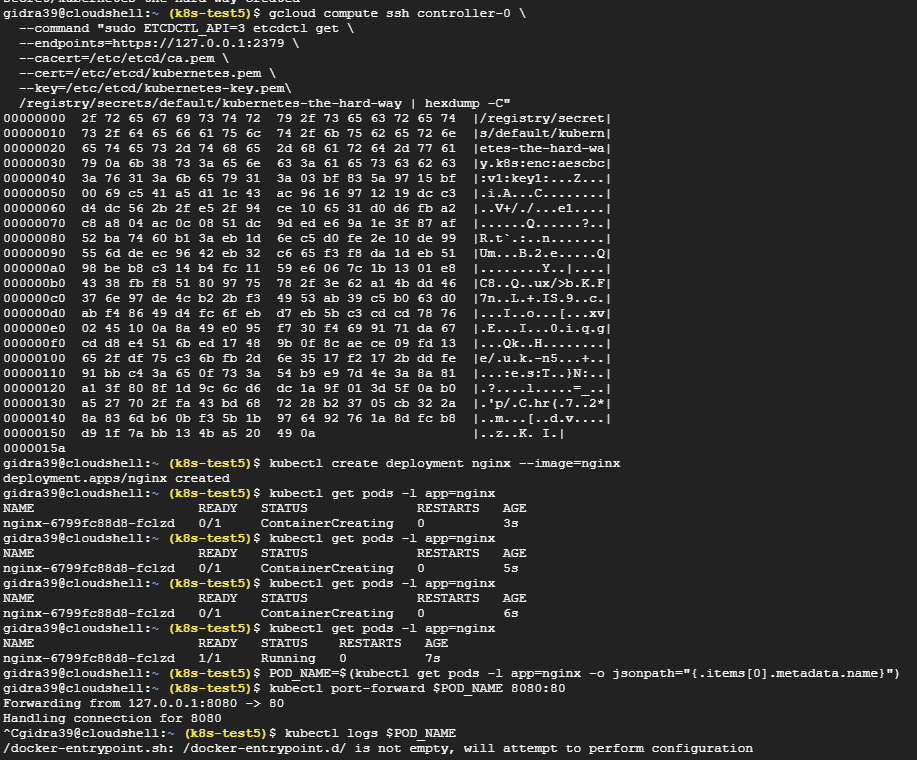 gidra39@cloudshell:~ (k8s-test5)$ gcloud compute ssh controller-0 \
  --command "sudo ETCDCTL_API=3 etcdctl get \
  --endpoints=https://127.0.0.1:2379 \
  --cacert=/etc/etcd/ca.pem \
  --cert=/etc/etcd/kubernetes.pem \
  --key=/etc/etcd/kubernetes-key.pem\
  /registry/secrets/default/kubernetes-the-hard-way | hexdump -C"
00000000  2f 72 65 67 69 73 74 72  79 2f 73 65 63 72 65 74  |/registry/secret|
00000010  73 2f 64 65 66 61 75 6c  74 2f 6b 75 62 65 72 6e  |s/default/kubern|
00000020  65 74 65 73 2d 74 68 65  2d 68 61 72 64 2d 77 61  |etes-the-hard-wa|
00000030  79 0a 6b 38 73 3a 65 6e  63 3a 61 65 73 63 62 63  |y.k8s:enc:aescbc|
00000040  3a 76 31 3a 6b 65 79 31  3a 03 bf 83 5a 97 15 bf  |:v1:key1:...Z...|
00000050  00 69 c5 41 a5 d1 1c 43  ac 96 16 97 12 19 dc c3  |.i.A...C........|
00000060  d4 dc 56 2b 2f e5 2f 94  ce 10 65 31 d0 d6 fb a2  |..V+/./...e1....|
00000070  c8 a8 04 ac 0c 08 51 dc  9d ed e6 9a 1e 3f 87 af  |......Q......?..|
00000080  52 ba 74 60 b1 3a eb 1d  6e c5 d0 fe 2e 10 de 99  |R.t`.:..n.......|
00000090  55 6d de ec 96 42 eb 32  c6 65 f3 f8 da 1d eb 51  |Um...B.2.e.....Q|
000000a0  98 be b8 c3 14 b4 fc 11  59 e6 06 7c 1b 13 01 e8  |........Y..|....|
000000b0  43 38 fb f8 51 80 97 75  78 2f 3e 62 a1 4b dd 46  |C8..Q..ux/>b.K.F|
000000c0  37 6e 97 de 4c b2 2b f3  49 53 ab 39 c5 b0 63 d0  |7n..L.+.IS.9..c.|
000000d0  ab f4 86 49 d4 fc 6f eb  d7 eb 5b c3 cd cd 78 76  |...I..o...[...xv|
000000e0  02 45 10 0a 8a 49 e0 95  f7 30 f4 69 91 71 da 67  |.E...I...0.i.q.g|
000000f0  cd d8 e4 51 6b ed 17 48  9b 0f 8c ae ce 09 fd 13  |...Qk..H........|
00000100  65 2f df 75 c3 6b fb 2d  6e 35 17 f2 17 2b dd fe  |e/.u.k.-n5...+..|
00000110  91 bb c4 3a 65 0f 73 3a  54 b9 e9 7d 4e 3a 8a 81  |...:e.s:T..}N:..|
00000120  a1 3f 80 8f 1d 9c 6c d6  dc 1a 9f 01 3d 5f 0a b0  |.?....l.....=_..|
00000130  a5 27 70 2f fa 43 bd 68  72 28 b2 37 05 cb 32 2a  |.'p/.C.hr(.7..2*|
00000140  8a 83 6d b6 0b f3 5b 1b  97 64 92 76 1a 8d fc b8  |..m...[..d.v....|
00000150  d9 1f 7a bb 13 4b a5 20  49 0a                    |..z..K. I.|
0000015a
gidra39@cloudshell:~ (k8s-test5)$ kubectl create deployment nginx --image=nginx
deployment.apps/nginx created
gidra39@cloudshell:~ (k8s-test5)$ kubectl get pods -l app=nginx
NAME                     READY   STATUS              RESTARTS   AGE
nginx-6799fc88d8-fclzd   0/1     ContainerCreating   0          3s
gidra39@cloudshell:~ (k8s-test5)$ kubectl get pods -l app=nginx
NAME                     READY   STATUS              RESTARTS   AGE
nginx-6799fc88d8-fclzd   0/1     ContainerCreating   0          5s
gidra39@cloudshell:~ (k8s-test5)$ kubectl get pods -l app=nginx
NAME                     READY   STATUS              RESTARTS   AGE
nginx-6799fc88d8-fclzd   0/1     ContainerCreating   0          6s
gidra39@cloudshell:~ (k8s-test5)$ kubectl get pods -l app=nginx
NAME                     READY   STATUS    RESTARTS   AGE
nginx-6799fc88d8-fclzd   1/1     Running   0          7s
gidra39@cloudshell:~ (k8s-test5)$ POD_NAME=$(kubectl get pods -l app=nginx -o jsonpath="{.items[0].metadata.name}")
gidra39@cloudshell:~ (k8s-test5)$ kubectl port-forward $POD_NAME 8080:80
Forwarding from 127.0.0.1:8080 -> 80
Handling connection for 8080
^Cgidra39@cloudshell:~ (k8s-test5)$ kubectl logs $POD_NAME
/docker-entrypoint.sh: /docker-entrypoint.d/ is not empty, will attempt to perform configuration